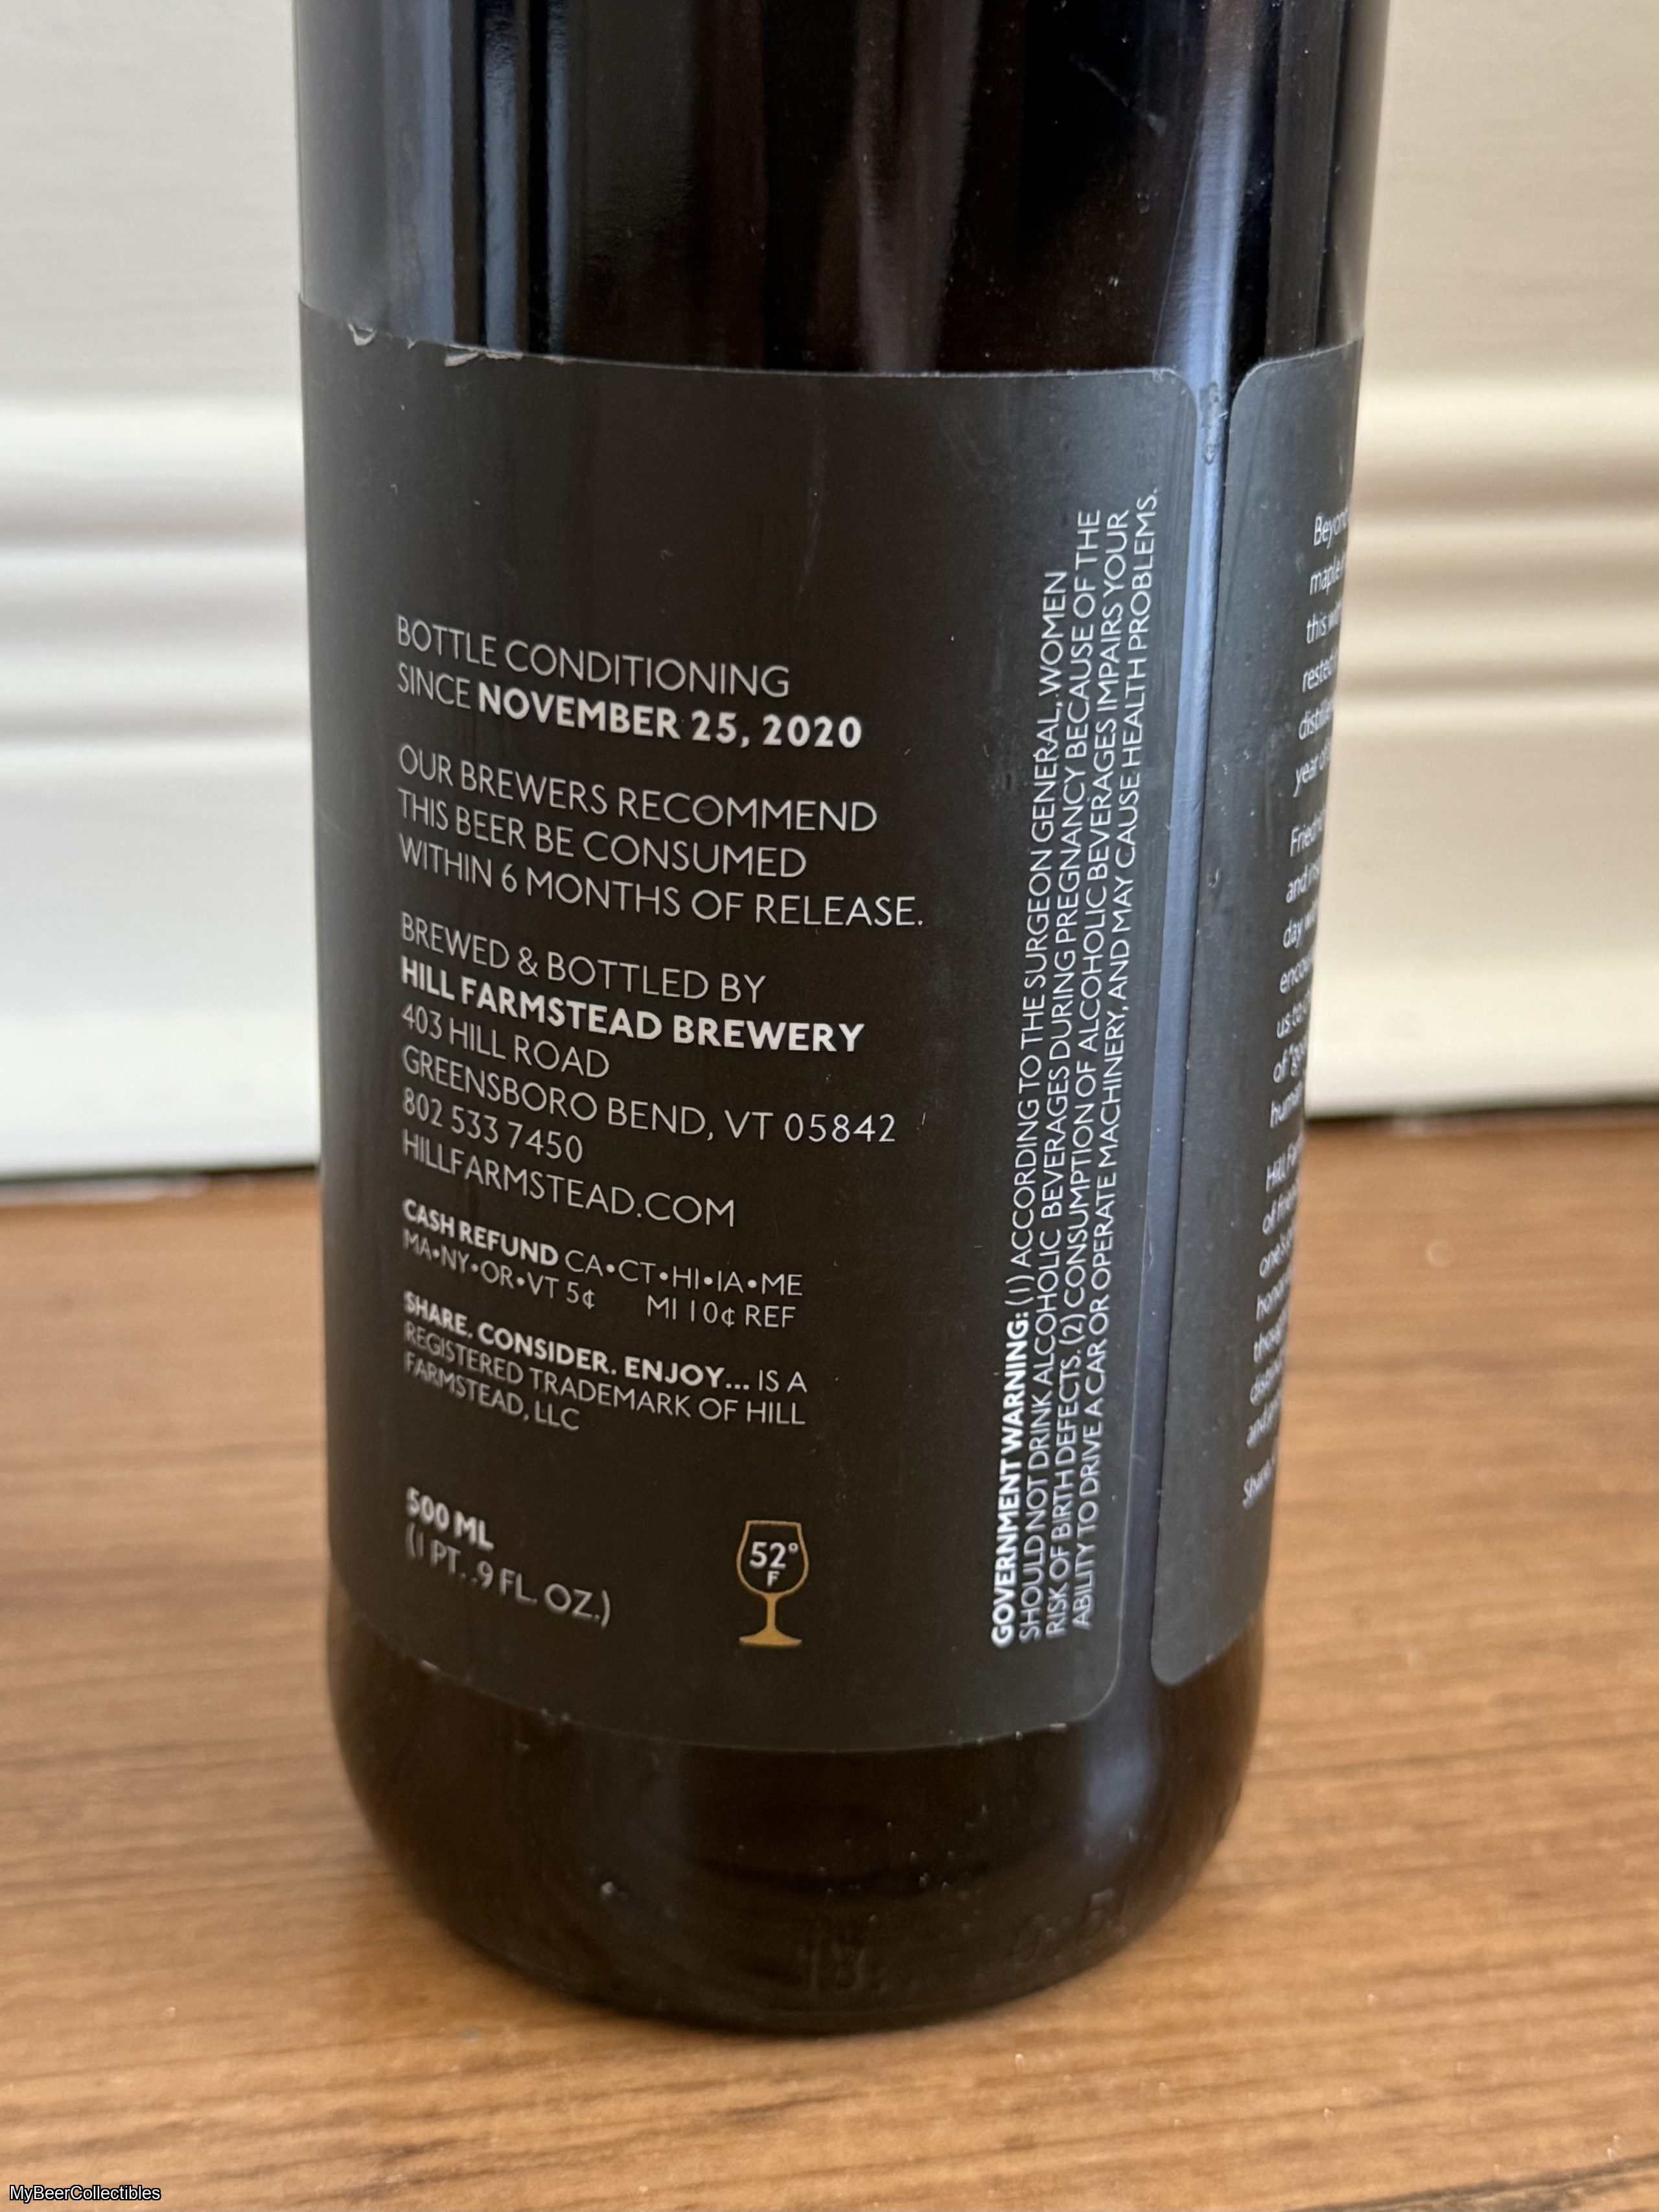 BOTTLE CONDITIONING
SINCE NOVEMBER 25, 2020
OUR BREWERS RECOMMEND
THIS BEER BE CONSUMED
WITHIN 6 MONTHS OF RELEASE.
BREWED & BOTTLED BY
HILL FARMSTEAD BREWERY
403 HILL ROAD
GREENSBORO BEND, VT 05842
802 533 7450
HILLFARMSTEAD.COM
CASH REFUND CA•CT•HI•IA•ME
MA•NY•OR•VT 5¢ MI 10¢ REF
SHARE. CONSIDER. ENJOY... IS A
REGISTERED TRADEMARK OF HILL
FARMSTEAD, LLC
500 ML
(1 PT. .9 FL. OZ.)
52°
F
GOVERNMENT WARNING: (1) ACCORDING TO THE SURGEON GENERAL, WOMEN
SHOULD NOT DRINK ALCOHOLIC BEVERAGES DURING PREGNANCY BECAUSE OF THE
RISK OF BIRTH DEFECTS. (2) CONSUMPTION OF ALCOHOLIC BEVERAGES IMPAIRS YOUR
ABILITY TO DRIVE A CAR OR OPERATE MACHINERY, AND MAY CAUSE HEALTH PROBLEMS.
this
day
of
MyBeerCollectibles